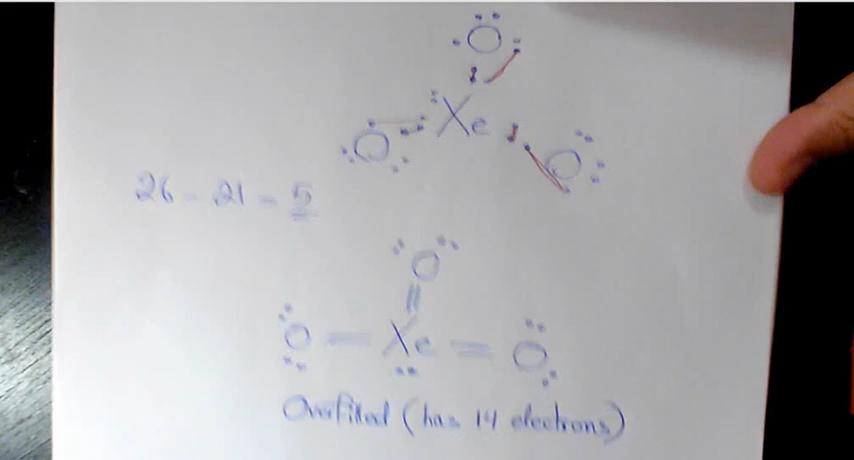 O
Xe
O
O
26 - 21 = 5
O
O = Xe = O
Overfilled (has 14 electrons)